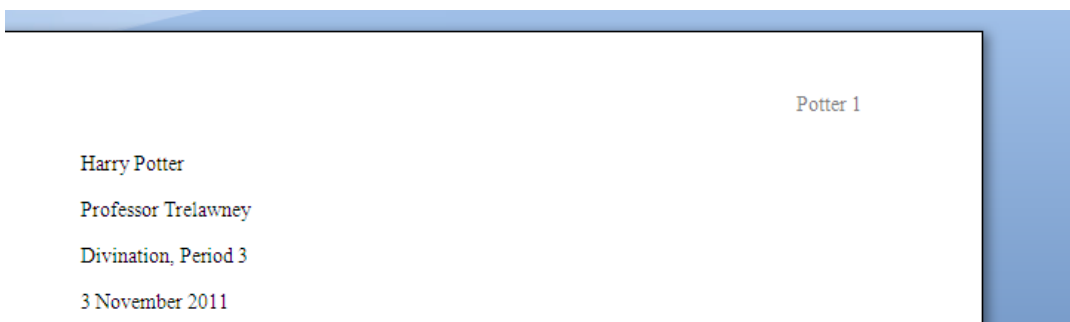 Potter 1
Harry Potter
Professor Trelawney
Divination, Period 3
3 November 2011